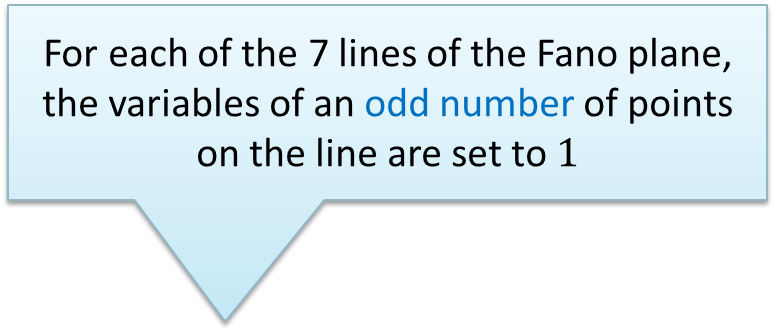 For each of the 7 lines of the Fano plane,
the variables of an odd number of points
on the line are set to 1